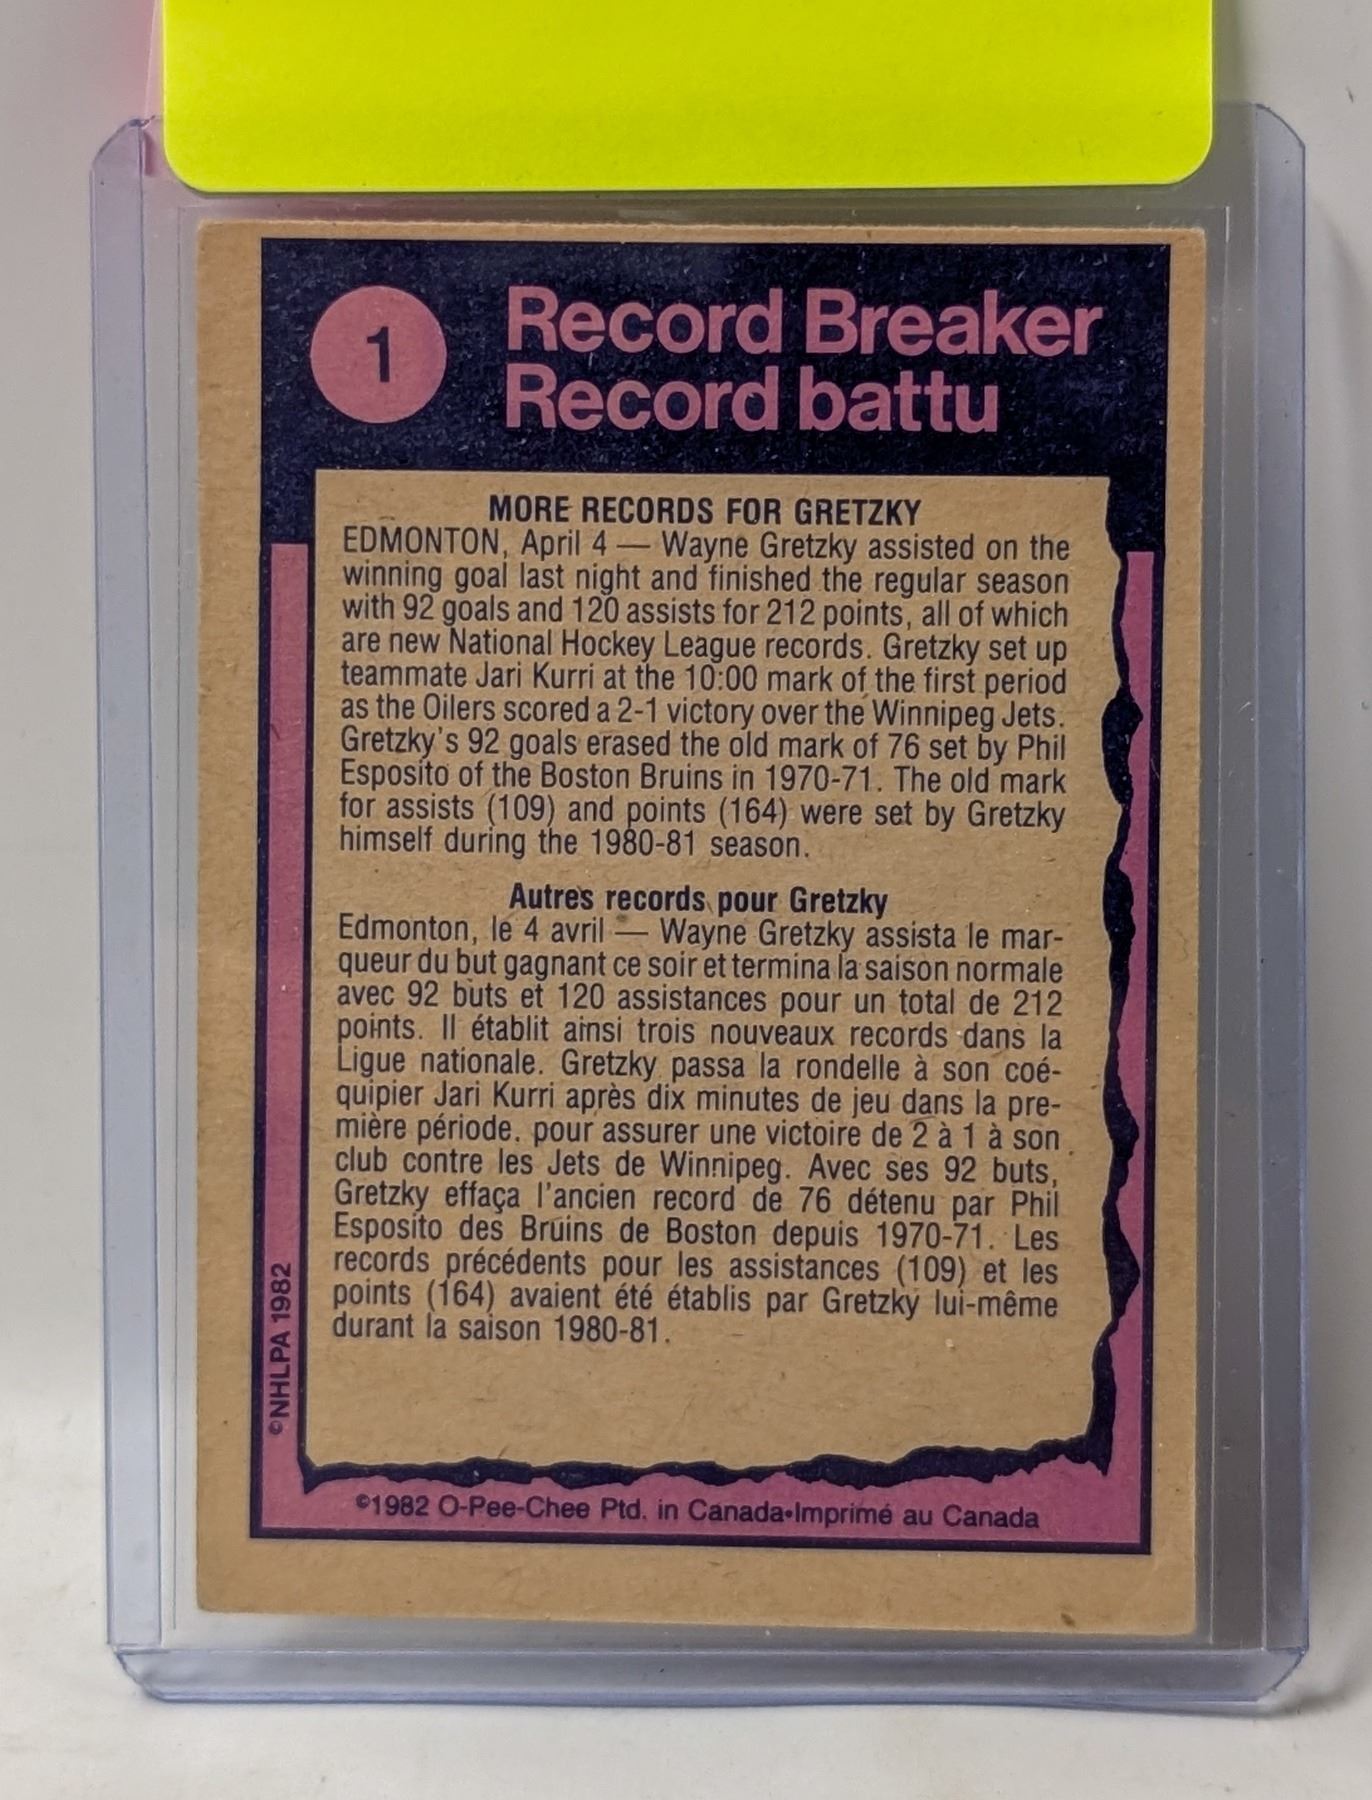 1
Record Breaker
Record battu
MORE RECORDS FOR GRETZKY
EDMONTON, April 4 — Wayne Gretzky assisted on the
winning goal last night and finished the regular season
with 92 goals and 120 assists for 212 points, all of which
are new National Hockey League records. Gretzky set up
teammate Jari Kurri at the 10:00 mark of the first period
as the Oilers scored a 2-1 victory over the Winnipeg Jets.
Gretzky's 92 goals erased the old mark of 76 set by Phil
Esposito of the Boston Bruins in 1970-71. The old mark
for assists (109) and points (164) were set by Gretzky
himself during the 1980-81 season.
Autres records pour Gretzky
Edmonton, le 4 avril — Wayne Gretzky assista le mar-
queur du but gagnant ce soir et termina la saison normale
avec 92 buts et 120 assistances pour un total de 212
points. Il établit ainsi trois nouveaux records dans la
Ligue nationale. Gretzky passa la rondelle à son coé-
quipier Jari Kurri après dix minutes de jeu dans la pre-
mière période. pour assurer une victoire de 2 à 1 à son
club contre les Jets de Winnipeg. Avec ses 92 buts,
Gretzky effaça l'ancien record de 76 détenu par Phil
Esposito des Bruins de Boston depuis 1970-71. Les
records précédents pour les assistances (109) et les
points (164) avaient été établis par Gretzky lui-même
durant la saison 1980-81.
©NHLPA 1982
©1982 O-Pee-Chee Ptd. in Canada•Imprimé au Canada